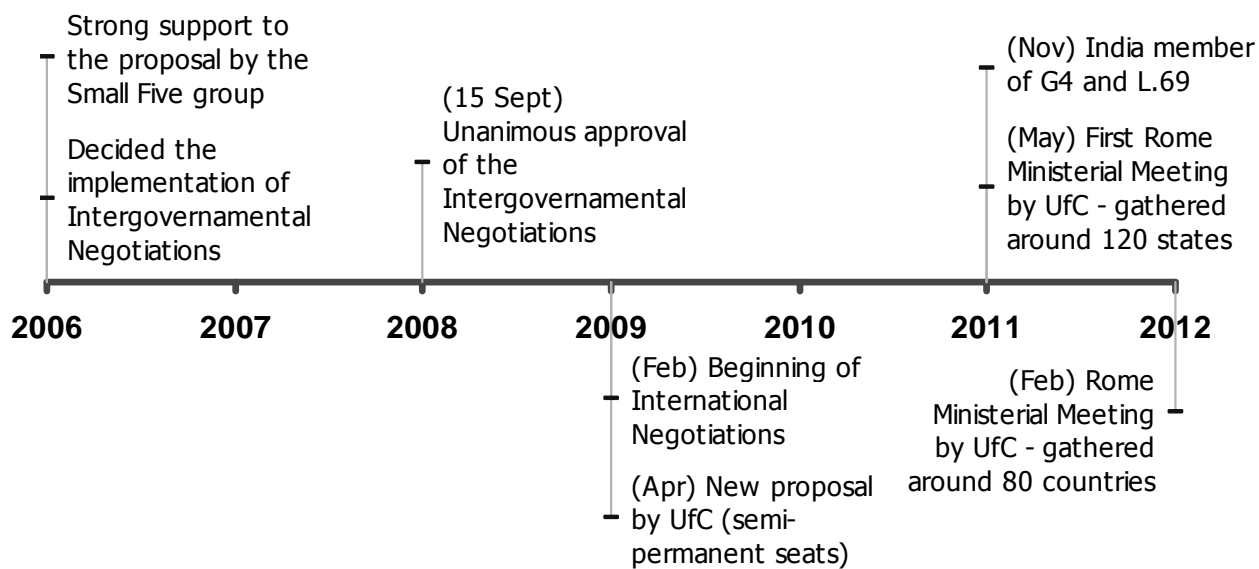 Strong support to
the proposal by the
Small Five group
Decided the
implementation of
Intergovernamental
Negotiations
(15 Sept)
Unanimous approval
of the
Intergovernamental
Negotiations
(Nov) India member
of G4 and L.69
(May) First Rome
Ministerial Meeting
by UfC - gathered
around 120 states
2006 2007 2008 2009 2010 2011 2012
(Feb) Beginning of
International
Negotiations
(Apr) New proposal
by UfC (semi-
permanent seats)
(Feb) Rome
Ministerial Meeting
by UfC - gathered
around 80 countries